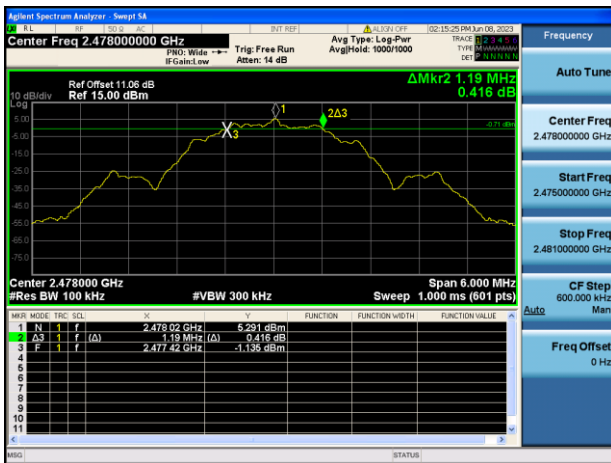 Agilent Spectrum Analyzer - Swept SA
RL RF 50 Ω AC INT REF ALIGN OFF 02:15:25 PM Jun 08, 2023
Center Freq 2.478000000 GHz
PNO: Wide
IFGain:Low
Trig: Free Run
Atten: 14 dB
Avg Type: Log-Pwr
Avg|Hold: 1000/1000
TRACE 1 2 3 4 5 6
TYPE M W W W W W
DET P N N N N N
Frequency
Auto Tune
Center Freq
2.478000000 GHz
Start Freq
2.475000000 GHz
Stop Freq
2.481000000 GHz
CF Step
600.000 kHz
Auto Man
Freq Offset
0 Hz
10 dB/div
Log
Ref Offset 11.06 dB
Ref 15.00 dBm
ΔMkr2 1.19 MHz
0.416 dB
1
2Δ3
3
-0.71 dBm
5.00
-5.00
-15.0
-25.0
-35.0
-45.0
-55.0
-65.0
-75.0
Center 2.478000 GHz
#Res BW 100 kHz
#VBW 300 kHz
Span 6.000 MHz
Sweep 1.000 ms (601 pts)
MKR MODE TRC SCL X Y FUNCTION FUNCTION WIDTH FUNCTION VALUE
1 N 1 f 2.478 02 GHz 5.291 dBm
2 Δ3 1 f (Δ) 1.19 MHz (Δ) 0.416 dB
3 F 1 f 2.477 42 GHz -1.135 dBm
4
5
6
7
8
9
10
11
MSG STATUS